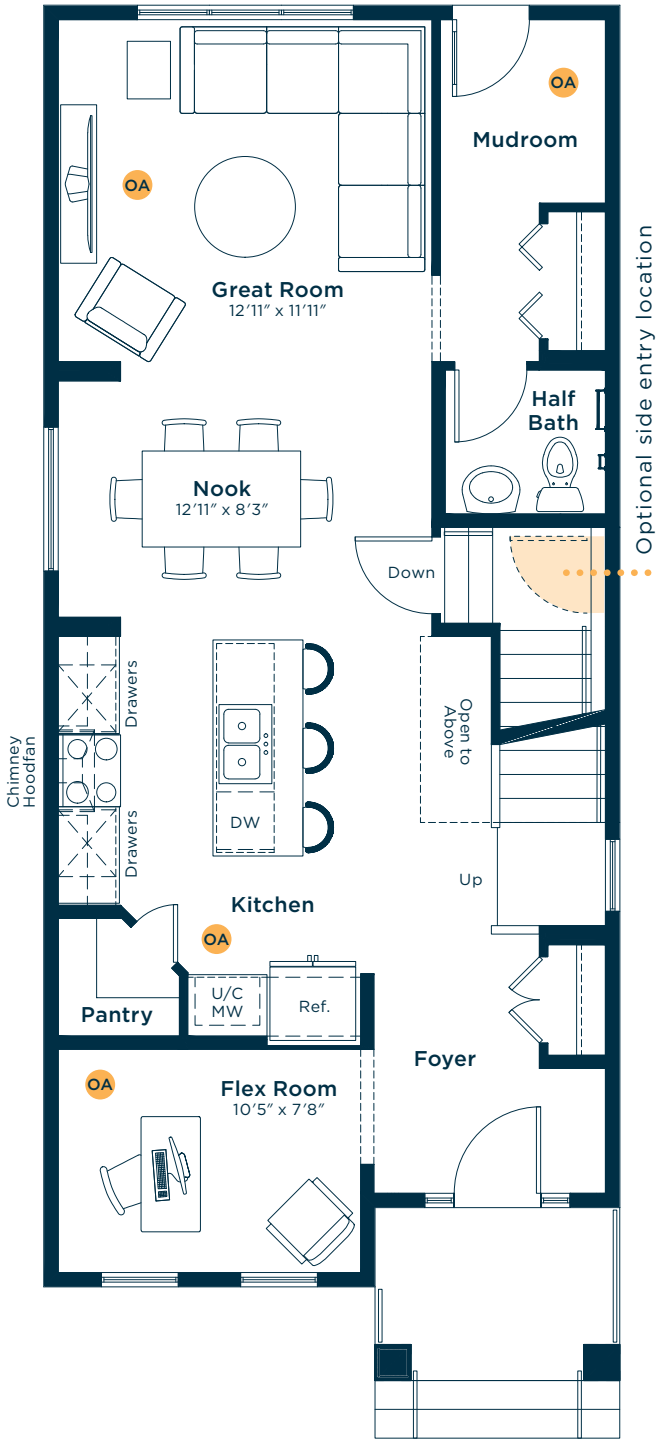 OA
Mudroom
OA
Great Room
12'11" x 11'11"
Optional side entry location
Half
Bath
Nook
12'11" x 8'3"
Down
Drawers
Open to
Above
Chimney
Hoodfan
DW
Drawers
Up
Kitchen
OA
U/C
MW
Ref.
Pantry
Foyer
OA
Flex Room
10'5" x 7'8"